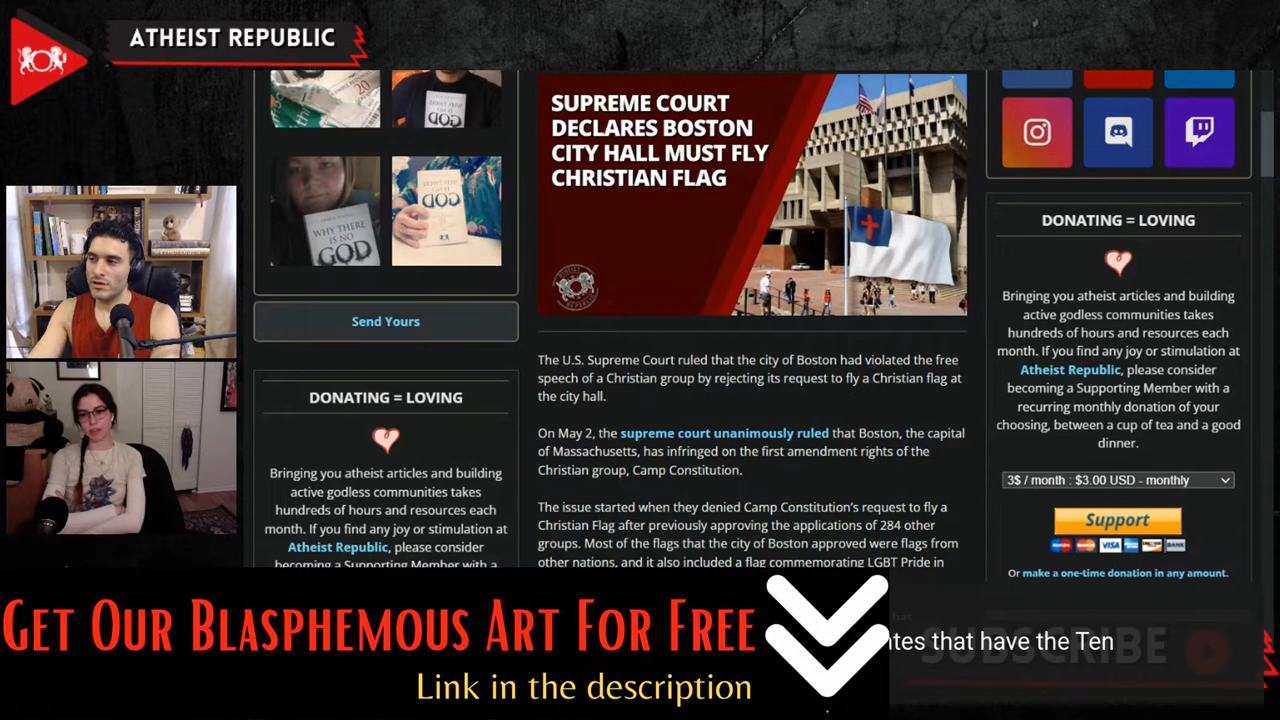 ATHEIST REPUBLIC
WHY THERE
IS NO
GOD
Send Yours
DONATING = LOVING
Bringing you atheist articles and building
active godless communities takes
hundreds of hours and resources each
month. If you find any joy or stimulation at
Atheist Republic, please consider
becoming a Supporting Member with a
SUPREME COURT
DECLARES BOSTON
CITY HALL MUST FLY
CHRISTIAN FLAG
The U.S. Supreme Court ruled that the city of Boston had violated the free
speech of a Christian group by rejecting its request to fly a Christian flag at
the city hall.
On May 2, the supreme court unanimously ruled that Boston, the capital
of Massachusetts, has infringed on the first amendment rights of the
Christian group, Camp Constitution.
The issue started when they denied Camp Constitution's request to fly a
Christian Flag after previously approving the applications of 284 other
groups. Most of the flags that the city of Boston approved were flags from
other nations, and it also included a flag commemorating LGBT Pride in
DONATING = LOVING
Bringing you atheist articles and building
active godless communities takes
hundreds of hours and resources each
month. If you find any joy or stimulation at
Atheist Republic, please consider
becoming a Supporting Member with a
recurring monthly donation of your
choosing, between a cup of tea and a good
dinner.
3$ / month : $3.00 USD - monthly
Support
VISA
BANK
Or make a one-time donation in any amount.
GET OUR BLASPHEMOUS ART FOR FREE
Link in the description
that have the Ten
SUBSCRIBE